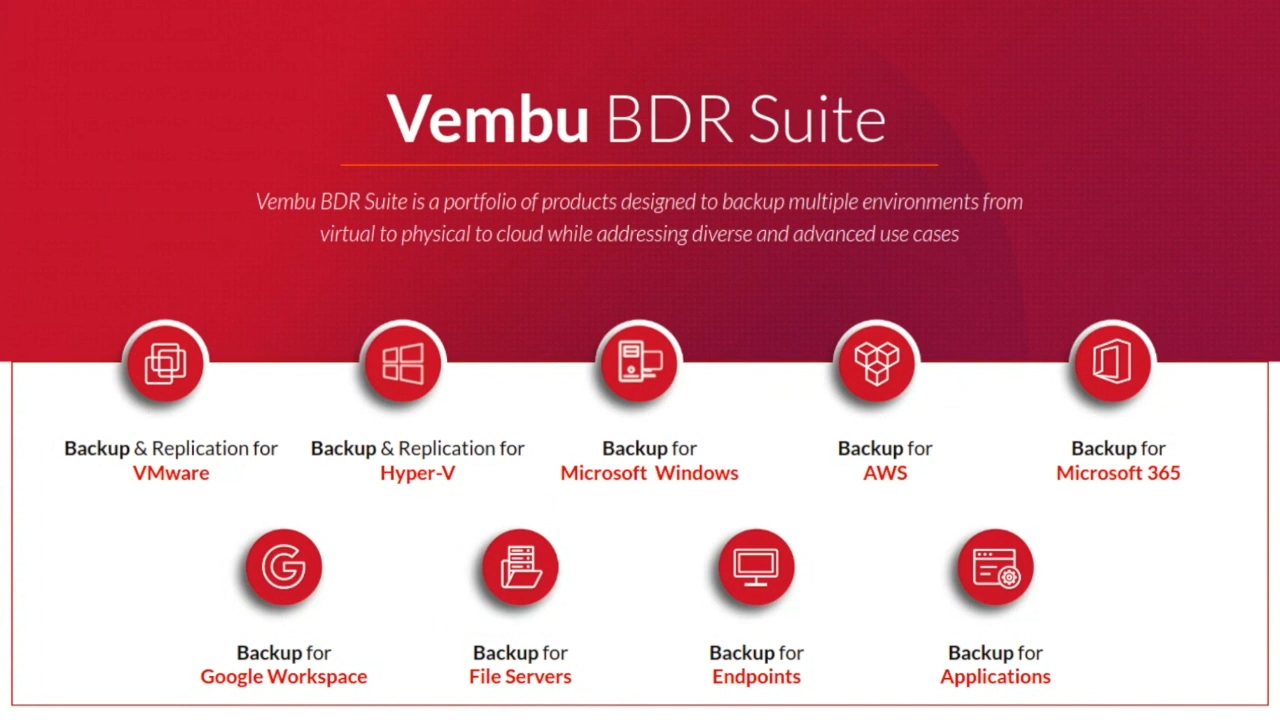 Vembu BDR Suite
Vembu BDR Suite is a portfolio of products designed to backup multiple environments from
virtual to physical to cloud while addressing diverse and advanced use cases
Backup & Replication for
VMware
Backup & Replication for
Hyper-V
Backup for
Microsoft Windows
Backup for
AWS
Backup for
Microsoft 365
Backup for
Google Workspace
Backup for
File Servers
Backup for
Endpoints
Backup for
Applications